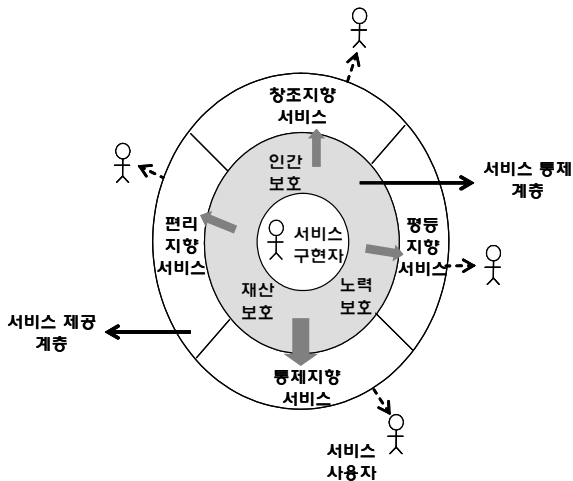 창조지향
서비스
인간
보호
서비스 통제
계층
편리
지향
서비스
서비스
구현자
평등
지향
서비스
재산
보호
노력
보호
서비스 제공
계층
통제지향
서비스
서비스
사용자